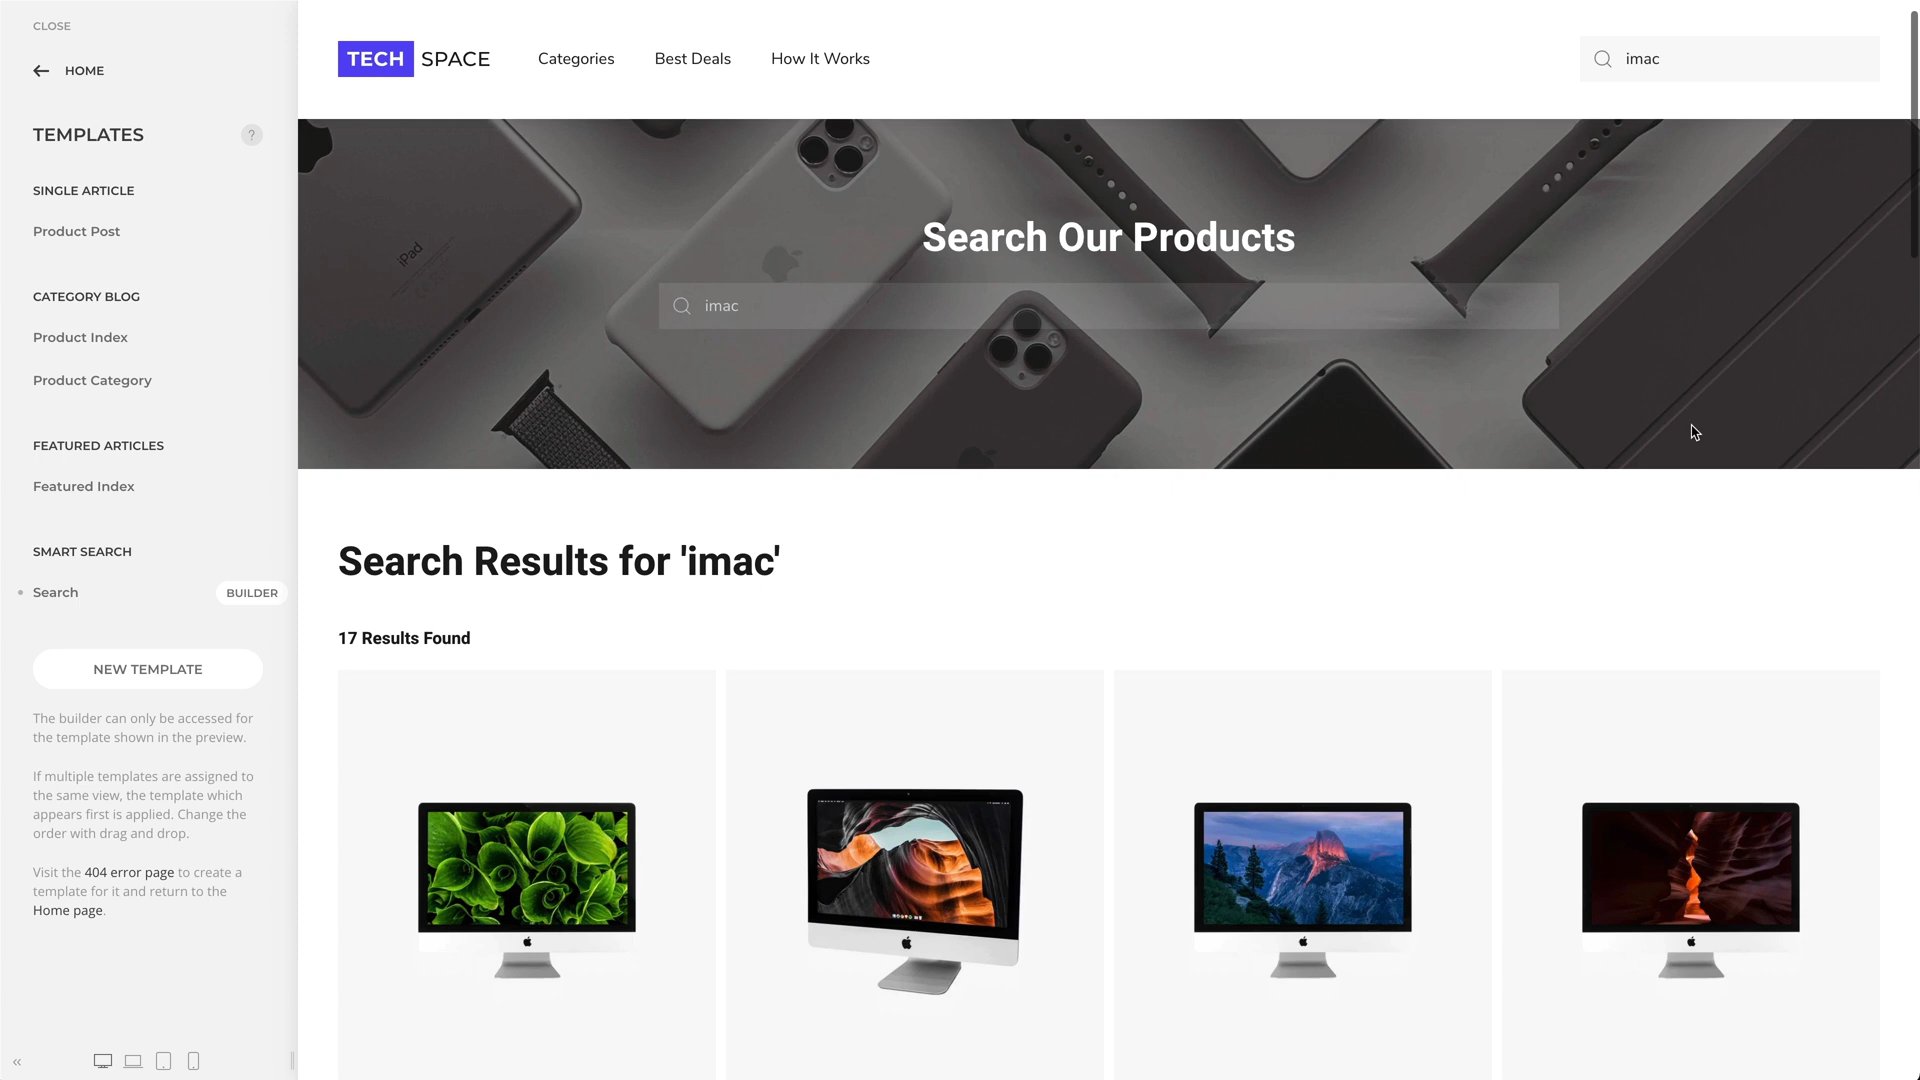 CLOSE
HOME
TEMPLATES
?
SINGLE ARTICLE
Product Post
CATEGORY BLOG
Product Index
Product Category
FEATURED ARTICLES
Featured Index
SMART SEARCH
Search
BUILDER
NEW TEMPLATE
The builder can only be accessed for
the template shown in the preview.
If multiple templates are assigned to
the same view, the template which
appears first is applied. Change the
order with drag and drop.
Visit the 404 error page to create a
template for it and return to the
Home page.
TECH SPACE
Categories
Best Deals
How It Works
imac
iPad
Search Our Products
imac
Search Results for 'imac'
17 Results Found